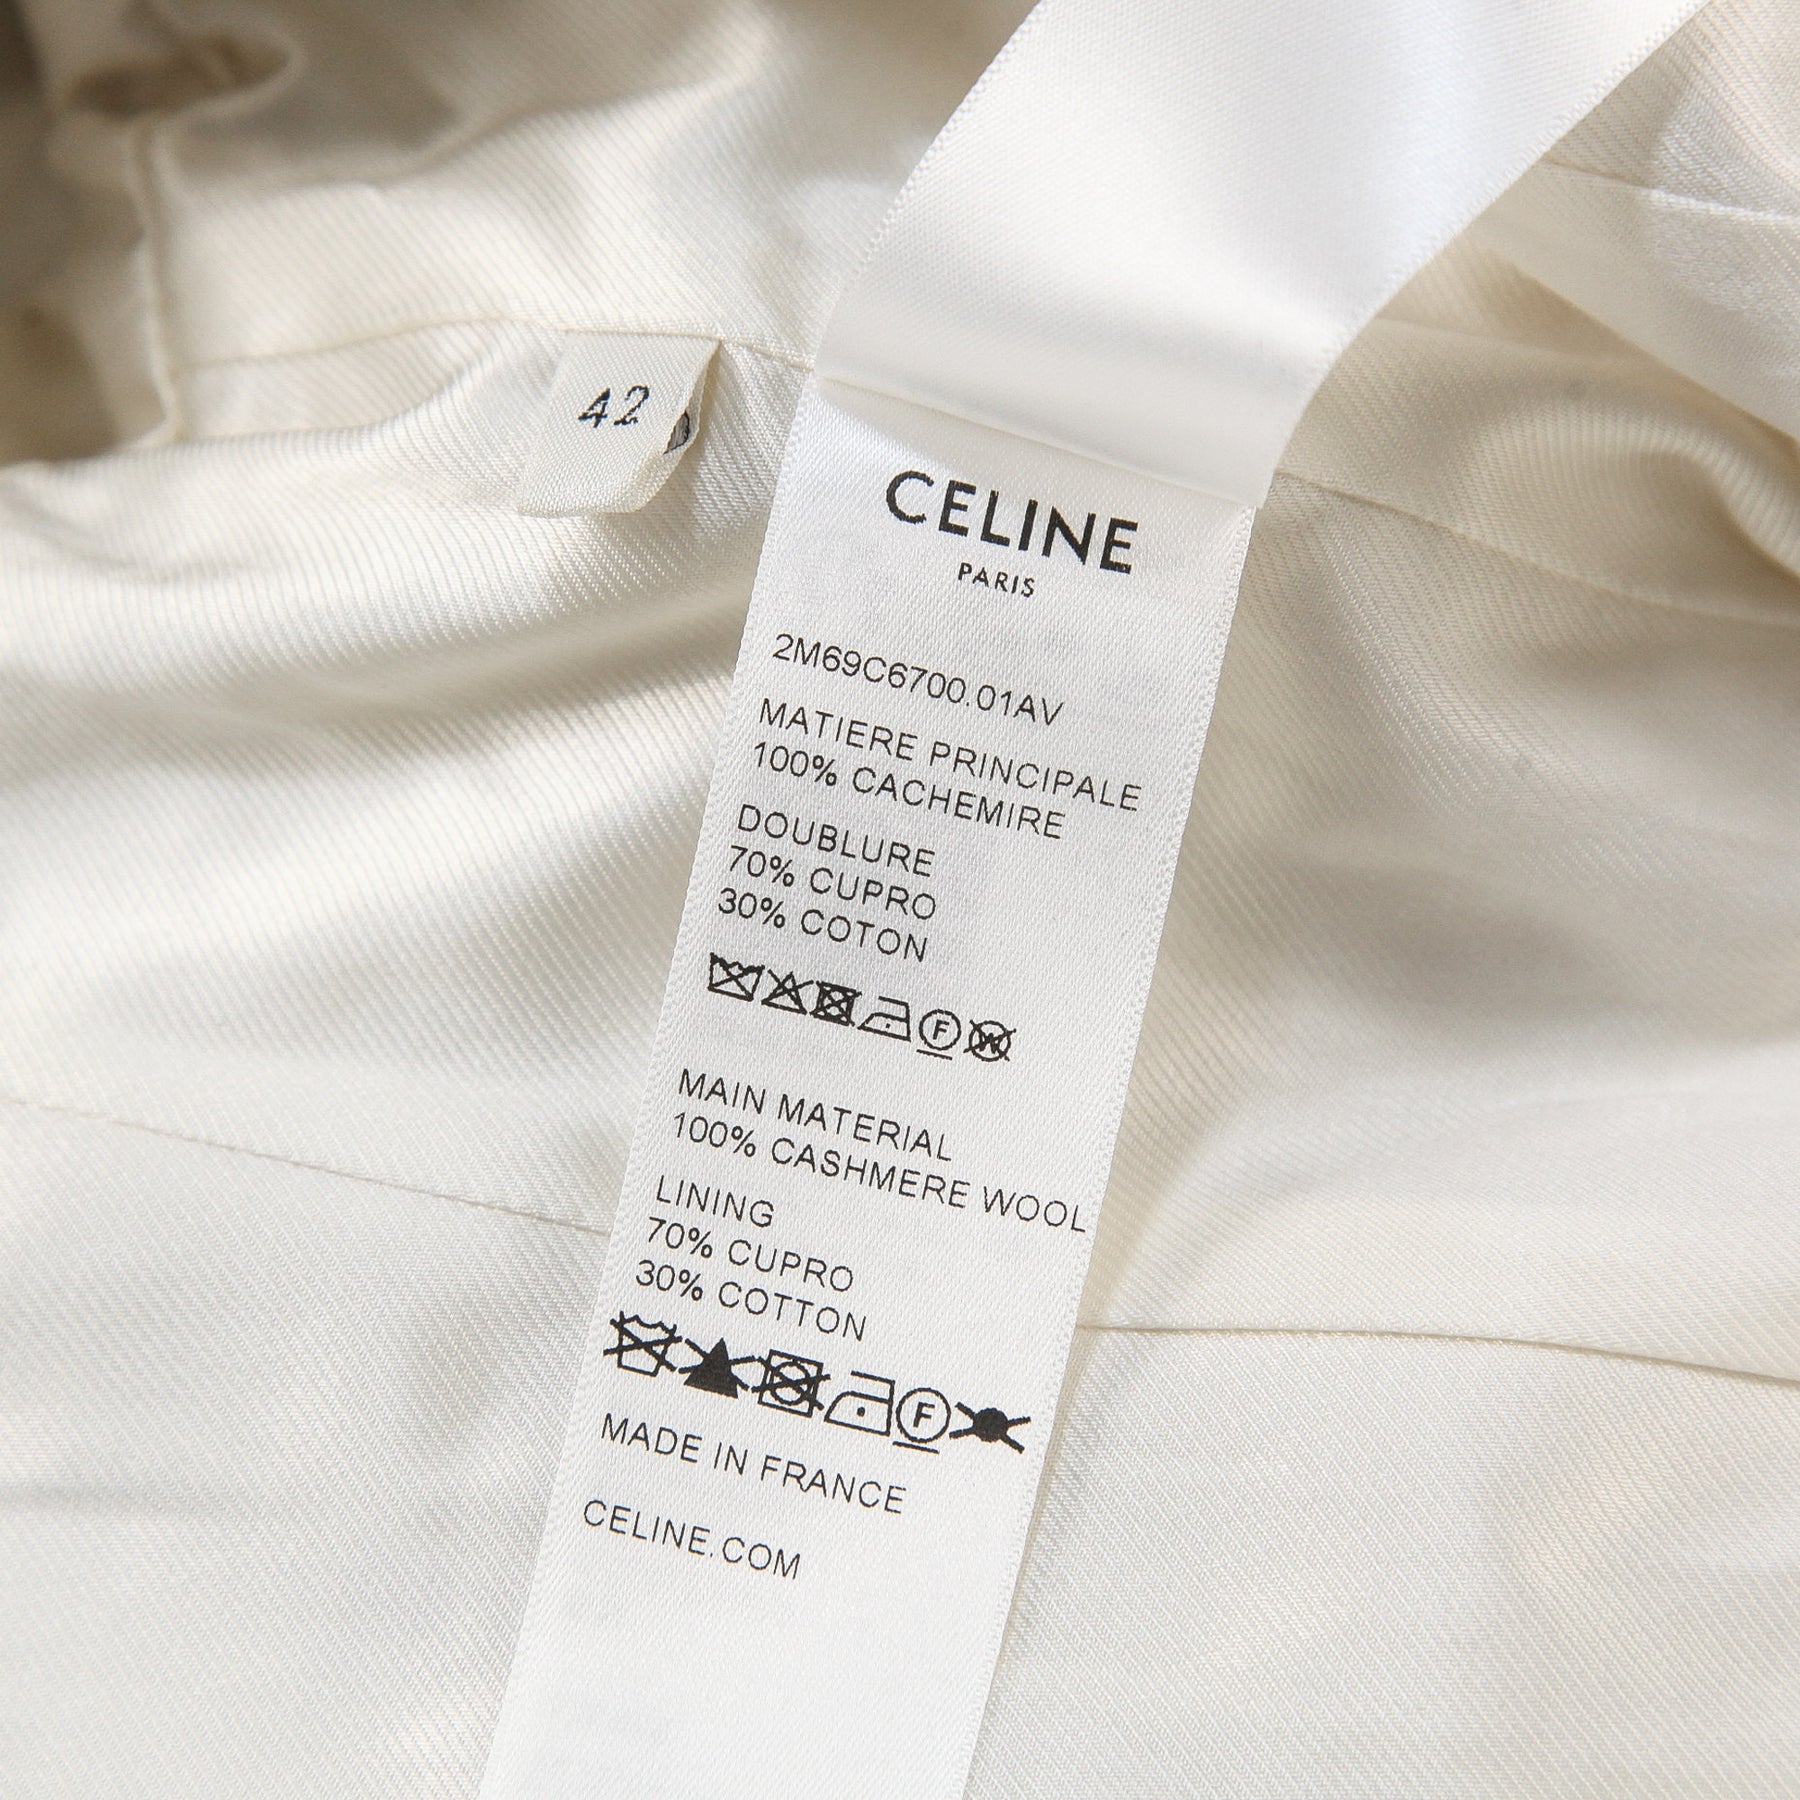 42
CELINE
PARIS
2M69C6700.01AV
MATIERE PRINCIPALE
100% CACHEMIRE
DOUBLURE
70% CUPRO
30% COTON
F W
MAIN MATERIAL
100% CASHMERE WOOL
LINING
70% CUPRO
30% COTTON
F
MADE IN FRANCE
CELINE.COM